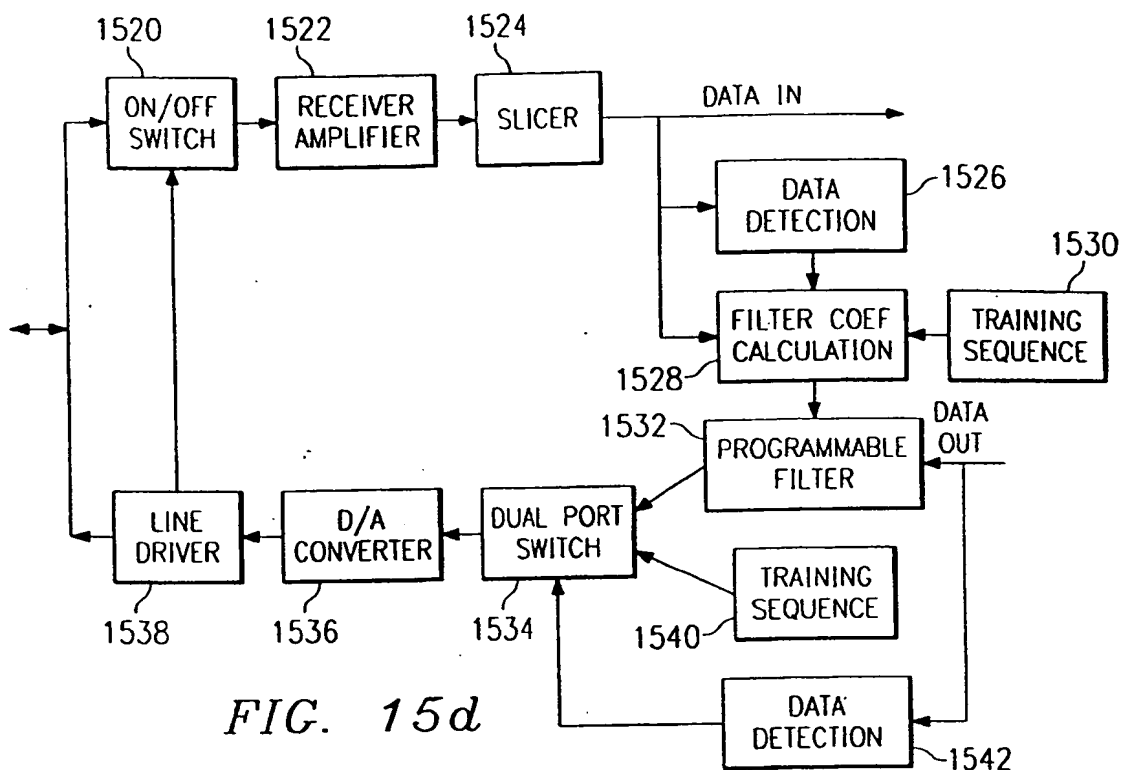 1520
1522
1524
ON/OFF
SWITCH
RECEIVER
AMPLIFIER
SLICER
DATA IN
DATA
DETECTION
1526
1530
FILTER COEF
CALCULATION
1528
TRAINING
SEQUENCE
1532
PROGRAMMABLE
FILTER
DATA
OUT
LINE
DRIVER
D/A
CONVERTER
DUAL PORT
SWITCH
TRAINING
SEQUENCE
1538
1536
1534
1540
DATA
DETECTION
1542
FIG. 15d